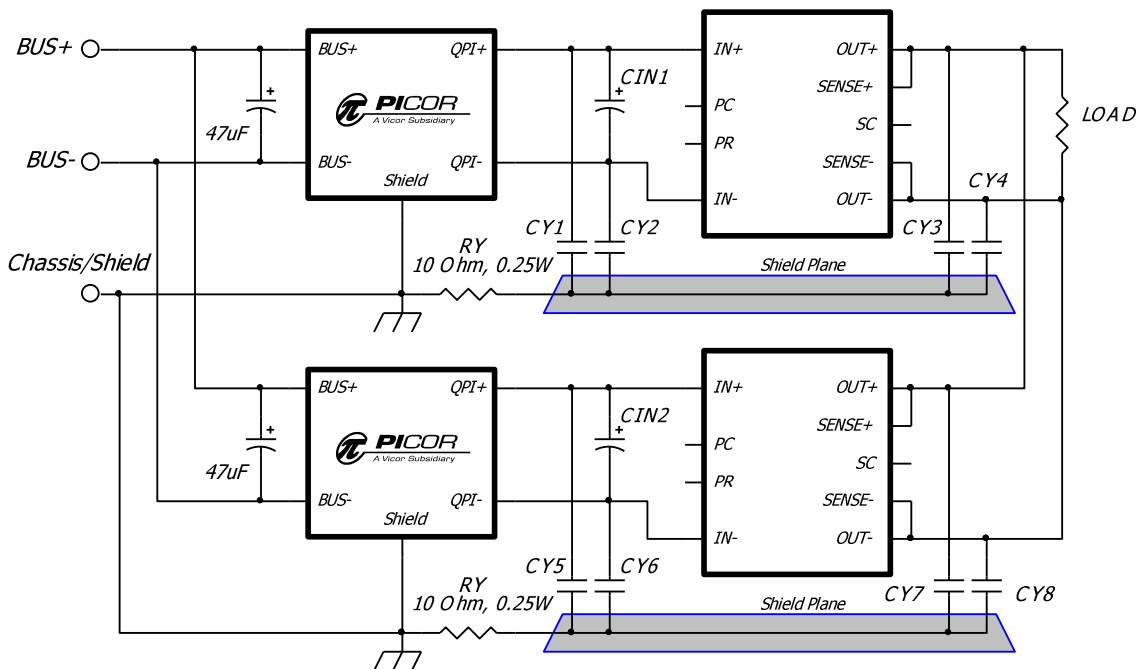 BUS+
BUS-
Chassis/Shield
47uF
BUS+
QPI+
PICOR
A Vicor Subsidiary
BUS-
QPI-
Shield
CIN1
CY1
CY2
RY
10 Ohm, 0.25W
IN+
OUT+
SENSE+
PC
SC
PR
SENSE-
IN-
OUT-
CY3
CY4
LOAD
Shield Plane
47uF
BUS+
QPI+
PICOR
A Vicor Subsidiary
BUS-
QPI-
Shield
CIN2
CY5
CY6
RY
10 Ohm, 0.25W
IN+
OUT+
SENSE+
PC
SC
PR
SENSE-
IN-
OUT-
CY7
CY8
Shield Plane